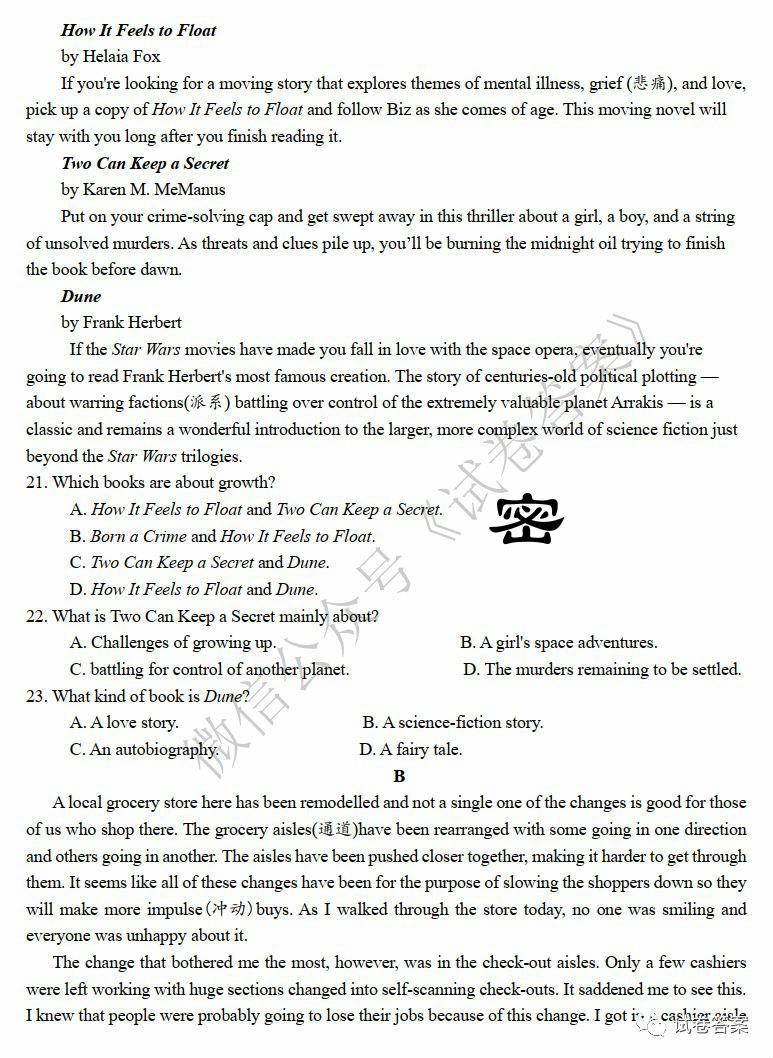 How It Feels to Float
by Helaia Fox
If you're looking for a moving story that explores themes of mental illness, grief (悲痛), and love,
pick up a copy of How It Feels to Float and follow Biz as she comes of age. This moving novel will
stay with you long after you finish reading it.
Two Can Keep a Secret
by Karen M. MeManus
Put on your crime-solving cap and get swept away in this thriller about a girl, a boy, and a string
of unsolved murders. As threats and clues pile up, you’ll be burning the midnight oil trying to finish
the book before dawn.
Dune
by Frank Herbert
If the Star Wars movies have made you fall in love with the space opera, eventually you're
going to read Frank Herbert's most famous creation. The story of centuries-old political plotting —
about warring factions(派系) battling over control of the extremely valuable planet Arrakis — is a
classic and remains a wonderful introduction to the larger, more complex world of science fiction just
beyond the Star Wars trilogies.
21. Which books are about growth?
A. How It Feels to Float and Two Can Keep a Secret.
B. Born a Crime and How It Feels to Float.
C. Two Can Keep a Secret and Dune.
D. How It Feels to Float and Dune.
密
22. What is Two Can Keep a Secret mainly about?
A. Challenges of growing up. B. A girl's space adventures.
C. battling for control of another planet. D. The murders remaining to be settled.
23. What kind of book is Dune?
A. A love story. B. A science-fiction story.
C. An autobiography. D. A fairy tale.
B
A local grocery store here has been remodelled and not a single one of the changes is good for those
of us who shop there. The grocery aisles(通道)have been rearranged with some going in one direction
and others going in another. The aisles have been pushed closer together, making it harder to get through
them. It seems like all of these changes have been for the purpose of slowing the shoppers down so they
will make more impulse(冲动)buys. As I walked through the store today, no one was smiling and
everyone was unhappy about it.
The change that bothered me the most, however, was in the check-out aisles. Only a few cashiers
were left working with huge sections changed into self-scanning check-outs. It saddened me to see this.
I knew that people were probably going to lose their jobs because of this change. I got in a cashier aisle
微信公众号《试卷答案》
试卷答案